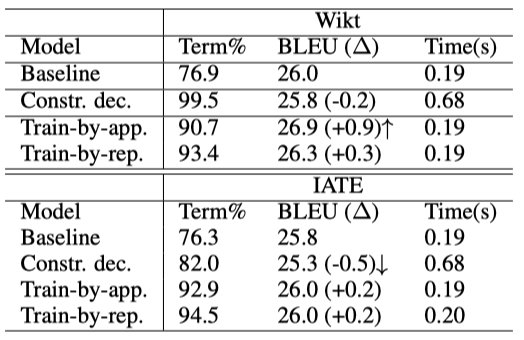 Wikt
Model Term% BLEU (Δ) Time(s)
Baseline 76.9 26.0 0.19
Constr. dec. 99.5 25.8 (-0.2) 0.68
Train-by-app. 90.7 26.9 (+0.9)↑ 0.19
Train-by-rep. 93.4 26.3 (+0.3) 0.19
IATE
Model Term% BLEU (Δ) Time(s)
Baseline 76.3 25.8 0.19
Constr. dec. 82.0 25.3 (-0.5)↓ 0.68
Train-by-app. 92.9 26.0 (+0.2) 0.19
Train-by-rep. 94.5 26.0 (+0.2) 0.20